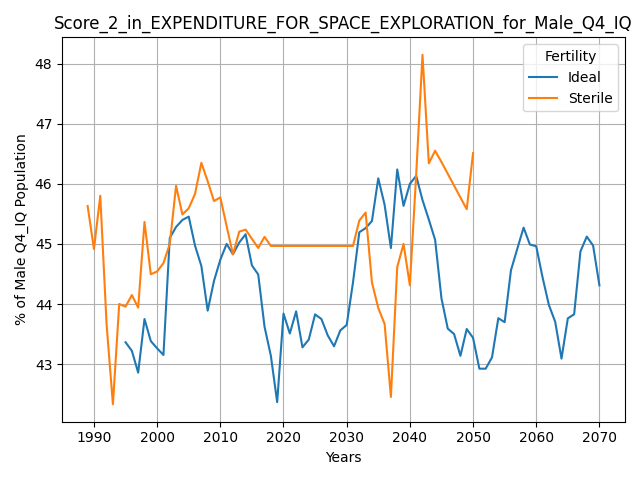 Score_2_in_EXPENDITURE_FOR_SPACE_EXPLORATION_for_Male_Q4_IQ
Fertility
Ideal
Sterile
48
47
46
45
44
43
% of Male Q4_IQ Population
1990 2000 2010 2020 2030 2040 2050 2060 2070
Years